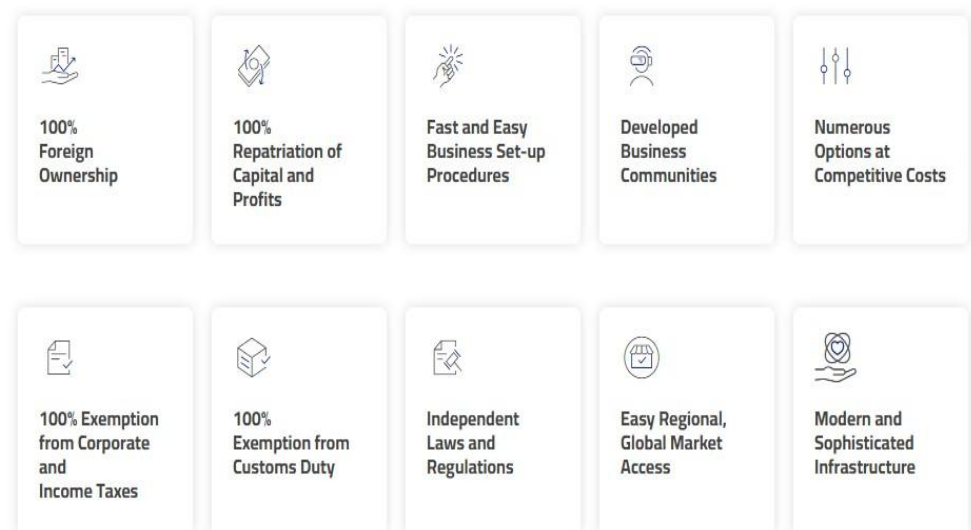 100%
Foreign
Ownership
100%
Repatriation of
Capital and
Profits
Fast and Easy
Business Set-up
Procedures
Developed
Business
Communities
Numerous
Options at
Competitive Costs
100% Exemption
from Corporate
and
Income Taxes
100%
Exemption from
Customs Duty
Independent
Laws and
Regulations
Easy Regional,
Global Market
Access
Modern and
Sophisticated
Infrastructure